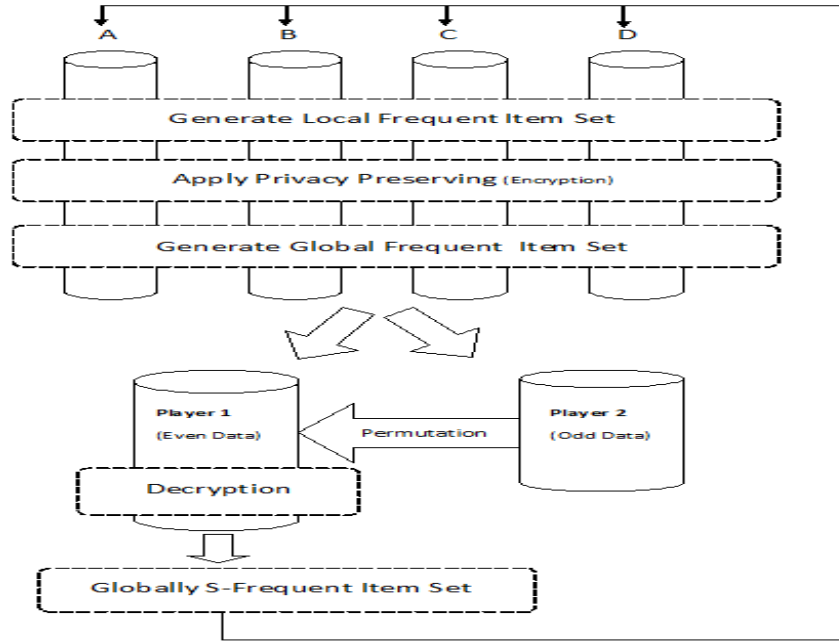 A B C D
Generate Local Frequent Item Set
Apply Privacy Preserving (Encryption)
Generate Global Frequent Item Set
Player 1
(Even Data)
Permutation
Player 2
(Odd Data)
Decryption
Globally S-Frequent Item Set